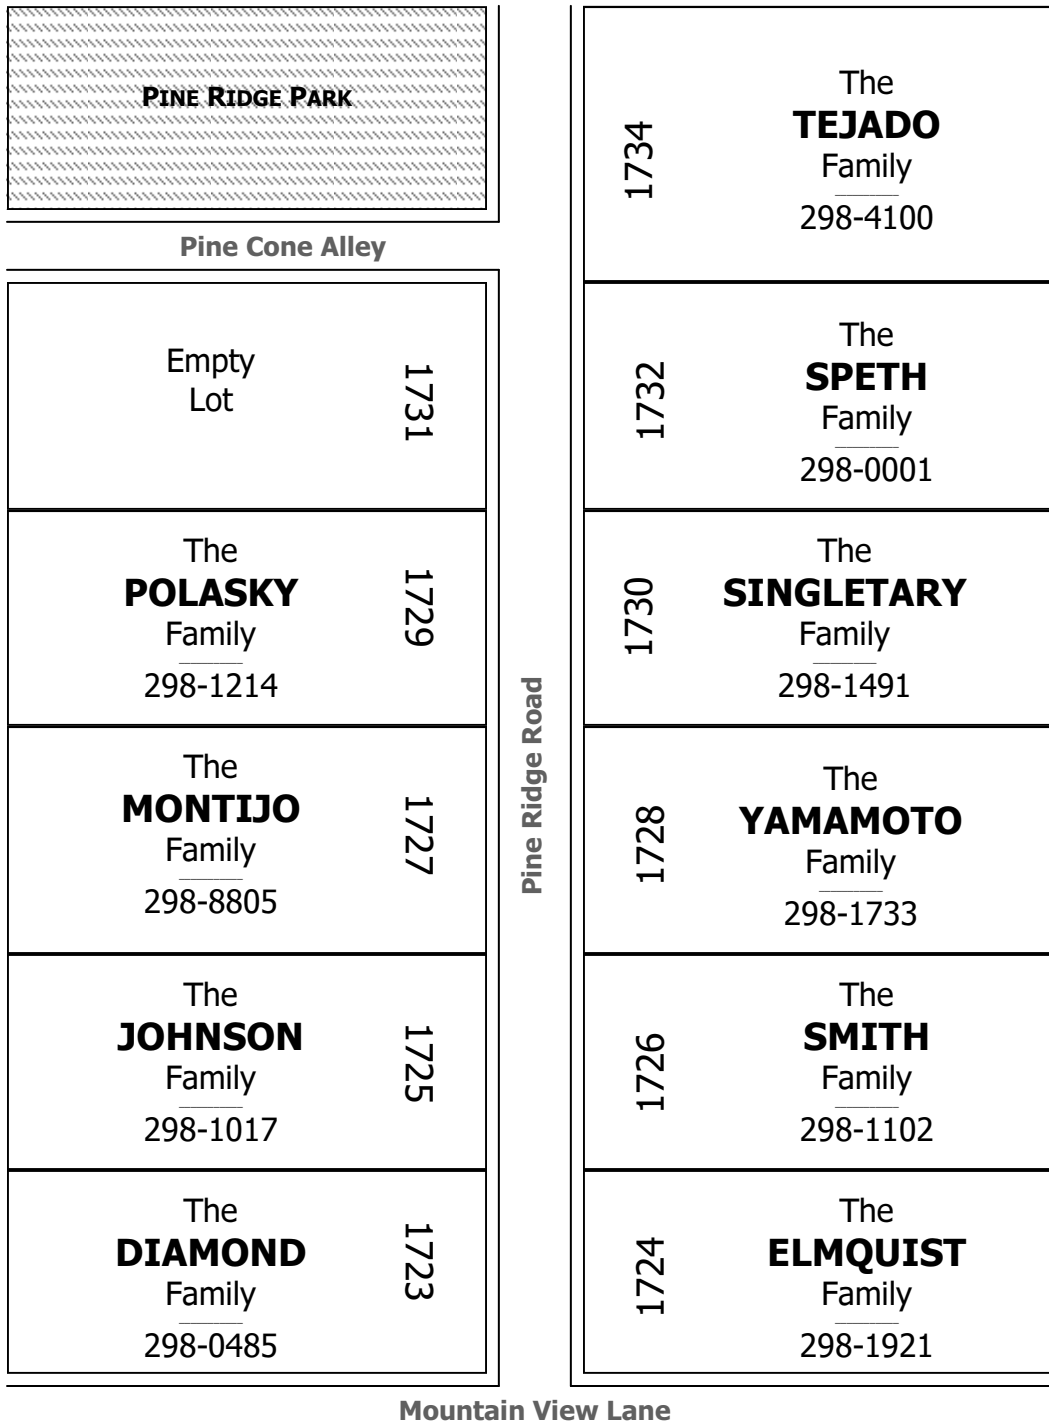 PINE RIDGE PARK
Pine Cone Alley
Empty
Lot
1731
The
POLASKY
Family
298-1214
1729
The
MONTIJO
Family
298-8805
1727
The
JOHNSON
Family
298-1017
1725
The
DIAMOND
Family
298-0485
1723
Pine Ridge Road
1734
The
TEJADO
Family
298-4100
1732
The
SPETH
Family
298-0001
1730
The
SINGLETARY
Family
298-1491
1728
The
YAMAMOTO
Family
298-1733
1726
The
SMITH
Family
298-1102
1724
The
ELMQUIST
Family
298-1921
Mountain View Lane